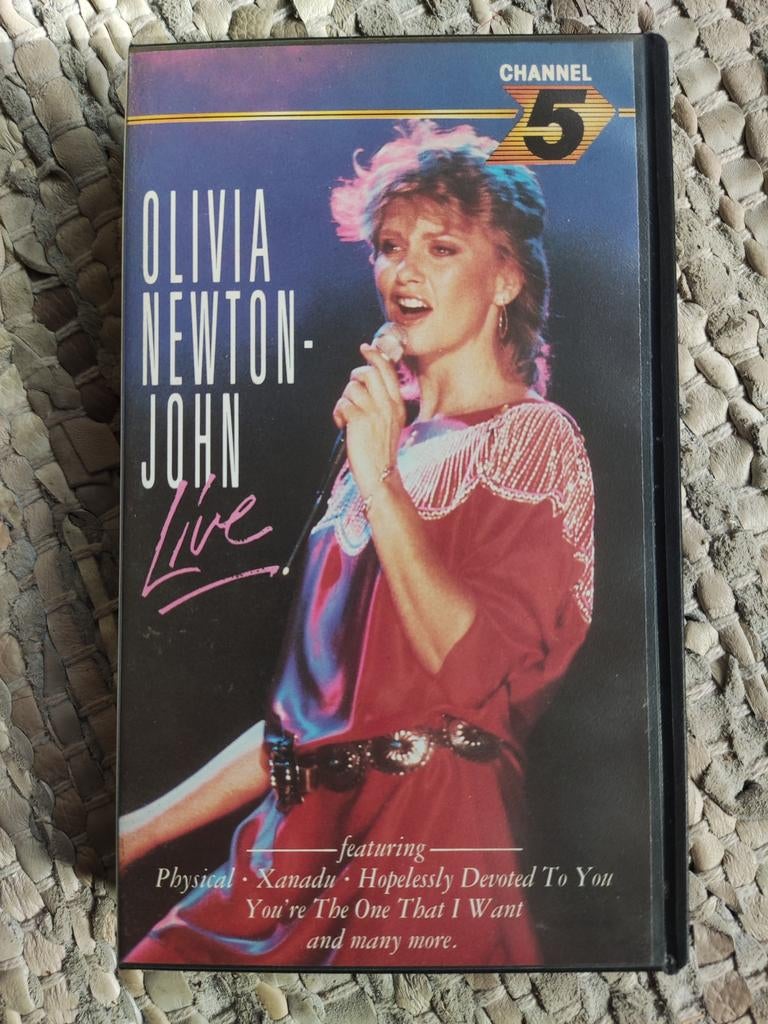 CHANNEL
5
OLIVIA
NEWTON-
JOHN
Live
featuring
Physical · Xanadu · Hopelessly Devoted To You
You're The One That I Want
and many more.